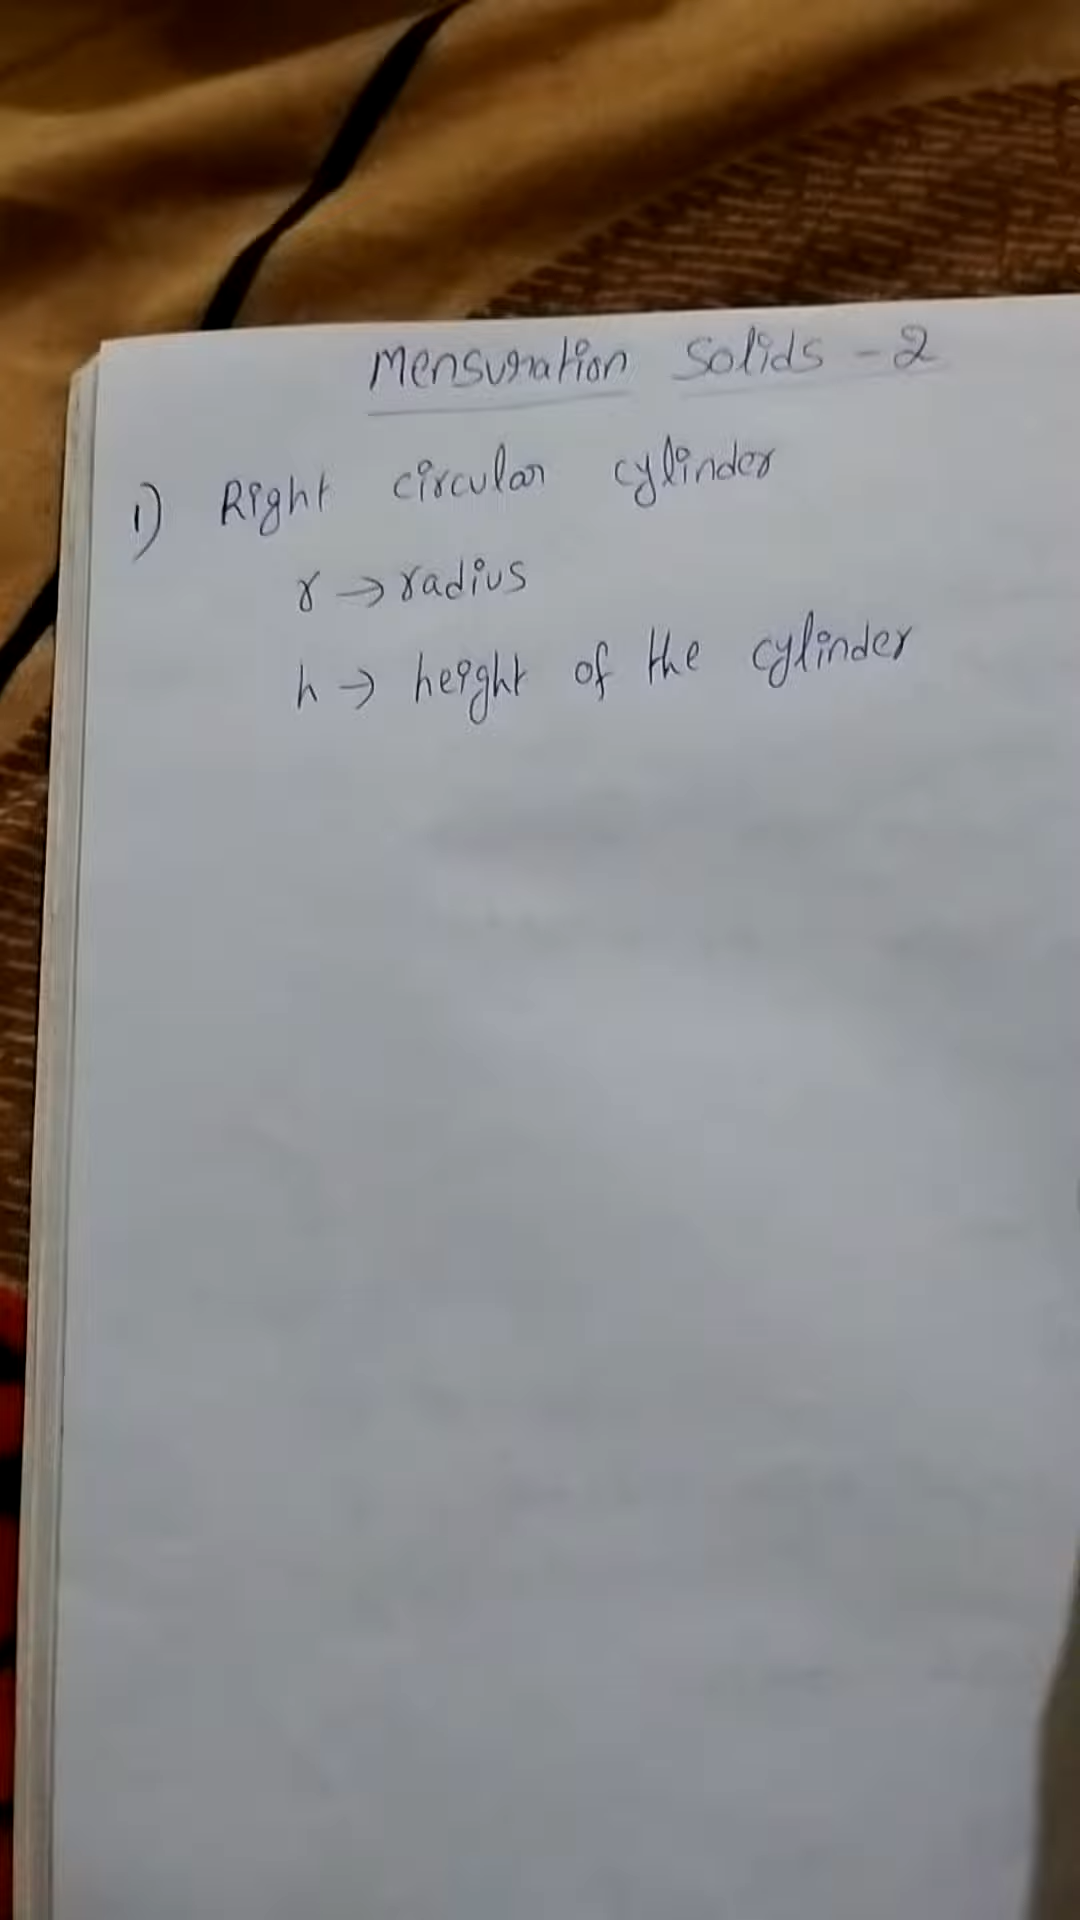 Mensuration Solids - 2
1) Right circular cylinder
r → radius
h → height of the cylinder